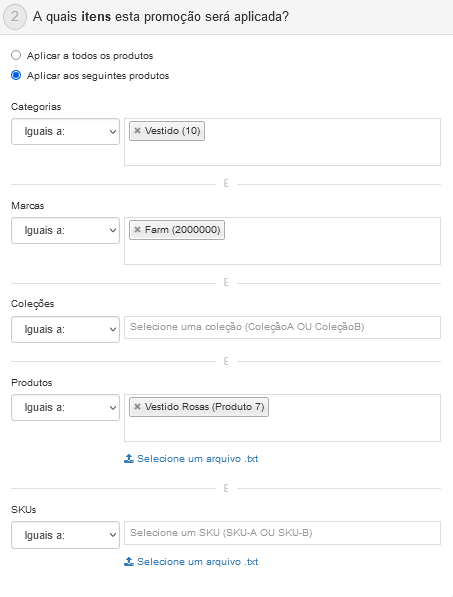 2 A quais itens esta promoção será aplicada?
Aplicar a todos os produtos
Aplicar aos seguintes produtos
Categorias
Iguais a:
✖ Vestido (10)
E
Marcas
Iguais a:
✖ Farm (2000000)
E
Coleções
Iguais a:
Selecione uma coleção (ColeçãoA OU ColeçãoB)
E
Produtos
Iguais a:
✖ Vestido Rosas (Produto 7)
Selecione um arquivo .txt
E
SKUs
Iguais a:
Selecione um SKU (SKU-A OU SKU-B)
Selecione um arquivo .txt